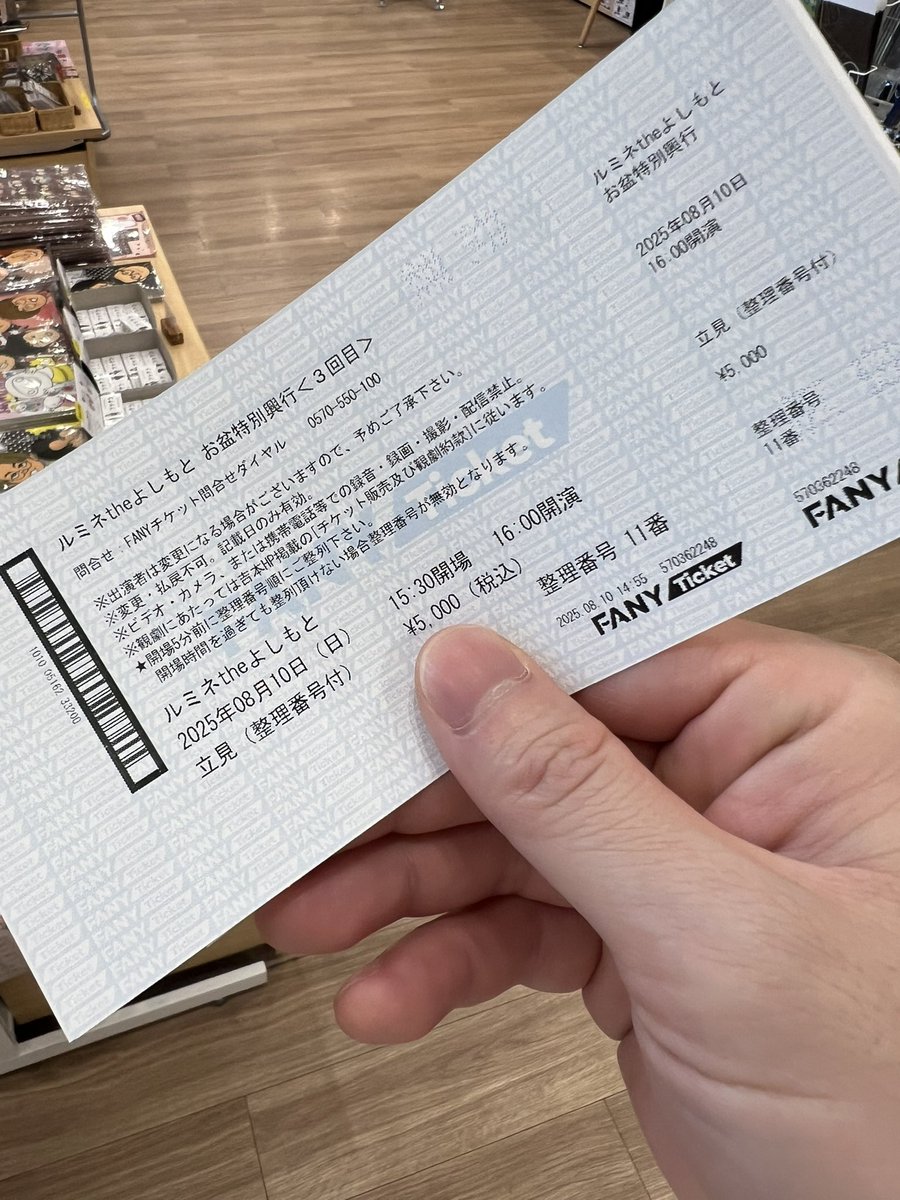 ルミネtheよしもと お盆特別興行<３回目>
問合せ：FANYチケット問合せダイヤル 0570-550-100
※出演者は変更になる場合がございますので、予めご了承下さい。
※変更・払戻不可。記載日のみ有効。
※ビデオ・カメラ、または携帯電話等での録音・録画・撮影・配信禁止。
※観劇にあたっては吉本HP掲載の[チケット販売及び観劇約款]に従います。
★開場5分前に整理番号順にご整列下さい。
開場時間を過ぎても整列頂けない場合整理番号が無効となります。
ルミネtheよしもと
2025年08月10日（日） 15:30開場 16:00開演
立見（整理番号付） ¥5,000（税込） 整理番号 11番
2025.08.10 14:55 570362248
FANY Ticket
1010 05162 33200
ルミネtheよしもと
お盆特別興行
2025年08月10日
16:00開演
立見（整理番号付）
¥5,000
整理番号
11番
570362248
FANY
Ticket